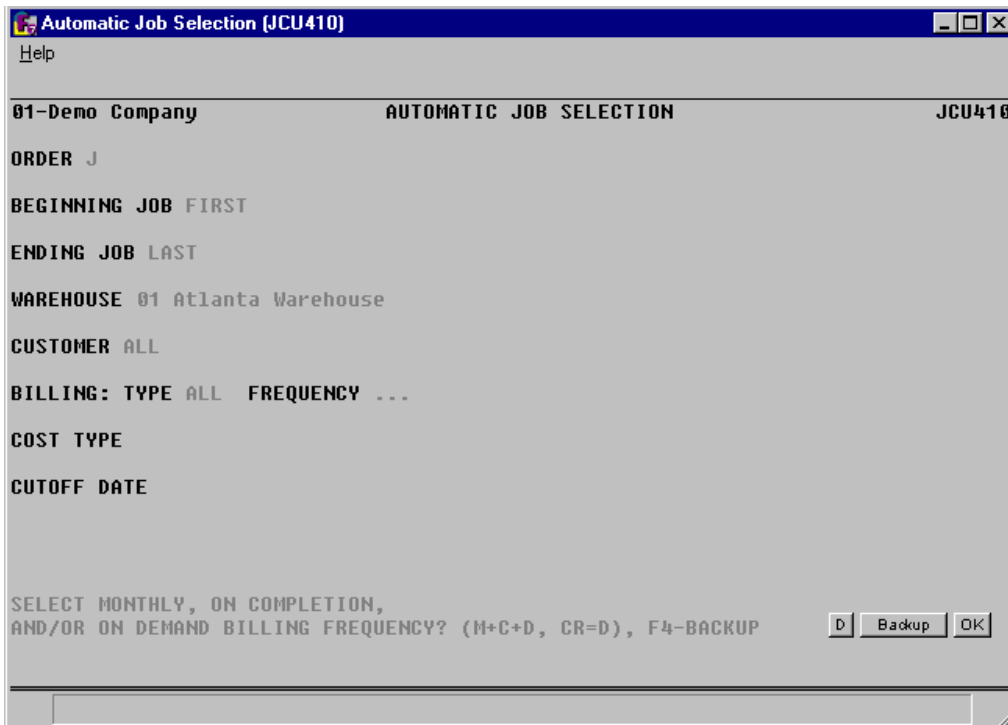 Automatic Job Selection (JCU410)
Help
01-Demo Company AUTOMATIC JOB SELECTION JCU410
ORDER J
BEGINNING JOB FIRST
ENDING JOB LAST
WAREHOUSE 01 Atlanta Warehouse
CUSTOMER ALL
BILLING: TYPE ALL FREQUENCY ...
COST TYPE
CUTOFF DATE
SELECT MONTHLY, ON COMPLETION,
AND/OR ON DEMAND BILLING FREQUENCY? (M+C+D, CR=D), F4-BACKUP D Backup OK